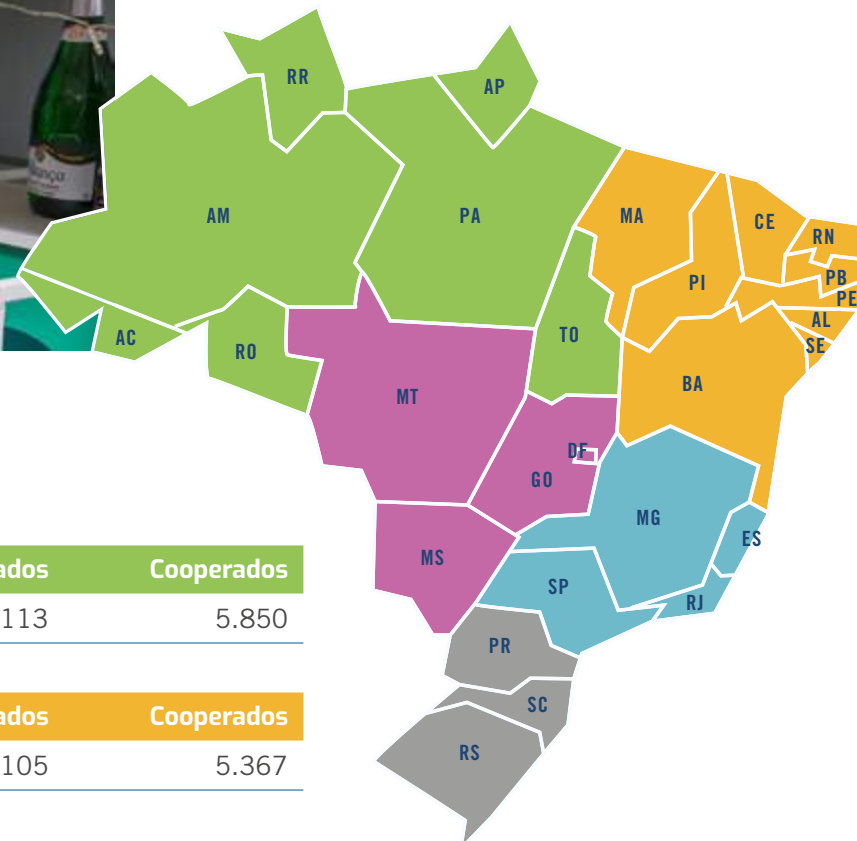 RR
AP
AM
PA
MA
CE
RN
PI
PB
PE
AL
SE
AC
RO
TO
BA
MT
DF
GO
MG
ES
MS
SP
RJ
PR
SC
RS
ados Cooperados
113 5.850
ados Cooperados
105 5.367